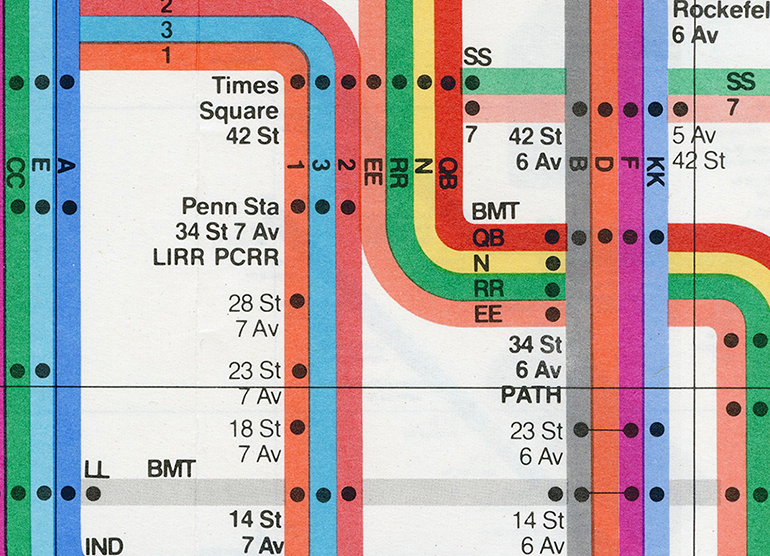 2
3
1
Rockefel
6 Av
SS
SS
7
7
Times
Square
42 St
42 St
6 Av
5 Av
42 St
CC
E
A
1
3
2
EE
RR
N
QB
B
D
F
KK
Penn Sta
34 St 7 Av
LIRR PCRR
BMT
QB
N
RR
EE
28 St
7 Av
34 St
6 Av
PATH
23 St
7 Av
18 St
7 Av
23 St
6 Av
LL
BMT
14 St
7 Av
14 St
6 Av
IND